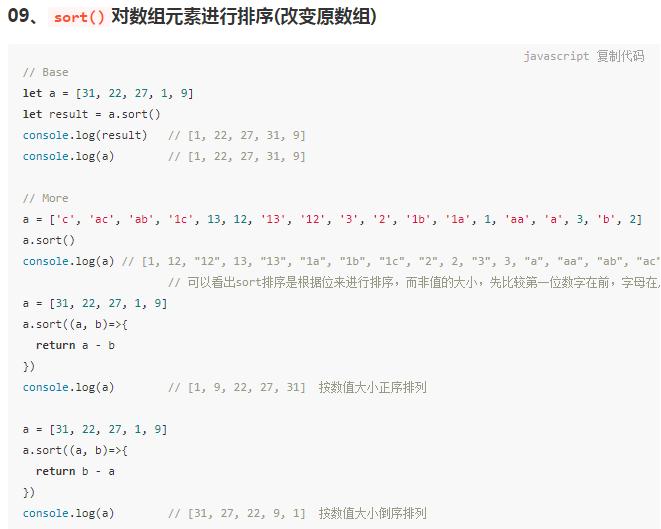 09、sort()对数组元素进行排序(改变原数组)
javascript 复制代码
// Base
let a = [31, 22, 27, 1, 9]
let result = a.sort()
console.log(result)   // [1, 22, 27, 31, 9]
console.log(a)        // [1, 22, 27, 31, 9]
// More
a = ['c', 'ac', 'ab', '1c', 13, 12, '13', '12', '3', '2', '1b', '1a', 1, 'aa', 'a', 3, 'b', 2]
a.sort()
console.log(a) // [1, 12, "12", 13, "13", "1a", "1b", "1c", "2", 2, "3", 3, "a", "aa", "ab", "ac"
// 可以看出sort排序是根据位来进行排序，而非值的大小，先比较第一位数字在前，字母在
a = [31, 22, 27, 1, 9]
a.sort((a, b)=>{
  return a - b
})
console.log(a)        // [1, 9, 22, 27, 31]  按数值大小正序排列
a = [31, 22, 27, 1, 9]
a.sort((a, b)=>{
  return b - a
})
console.log(a)        // [31, 27, 22, 9, 1]  按数值大小倒序排列